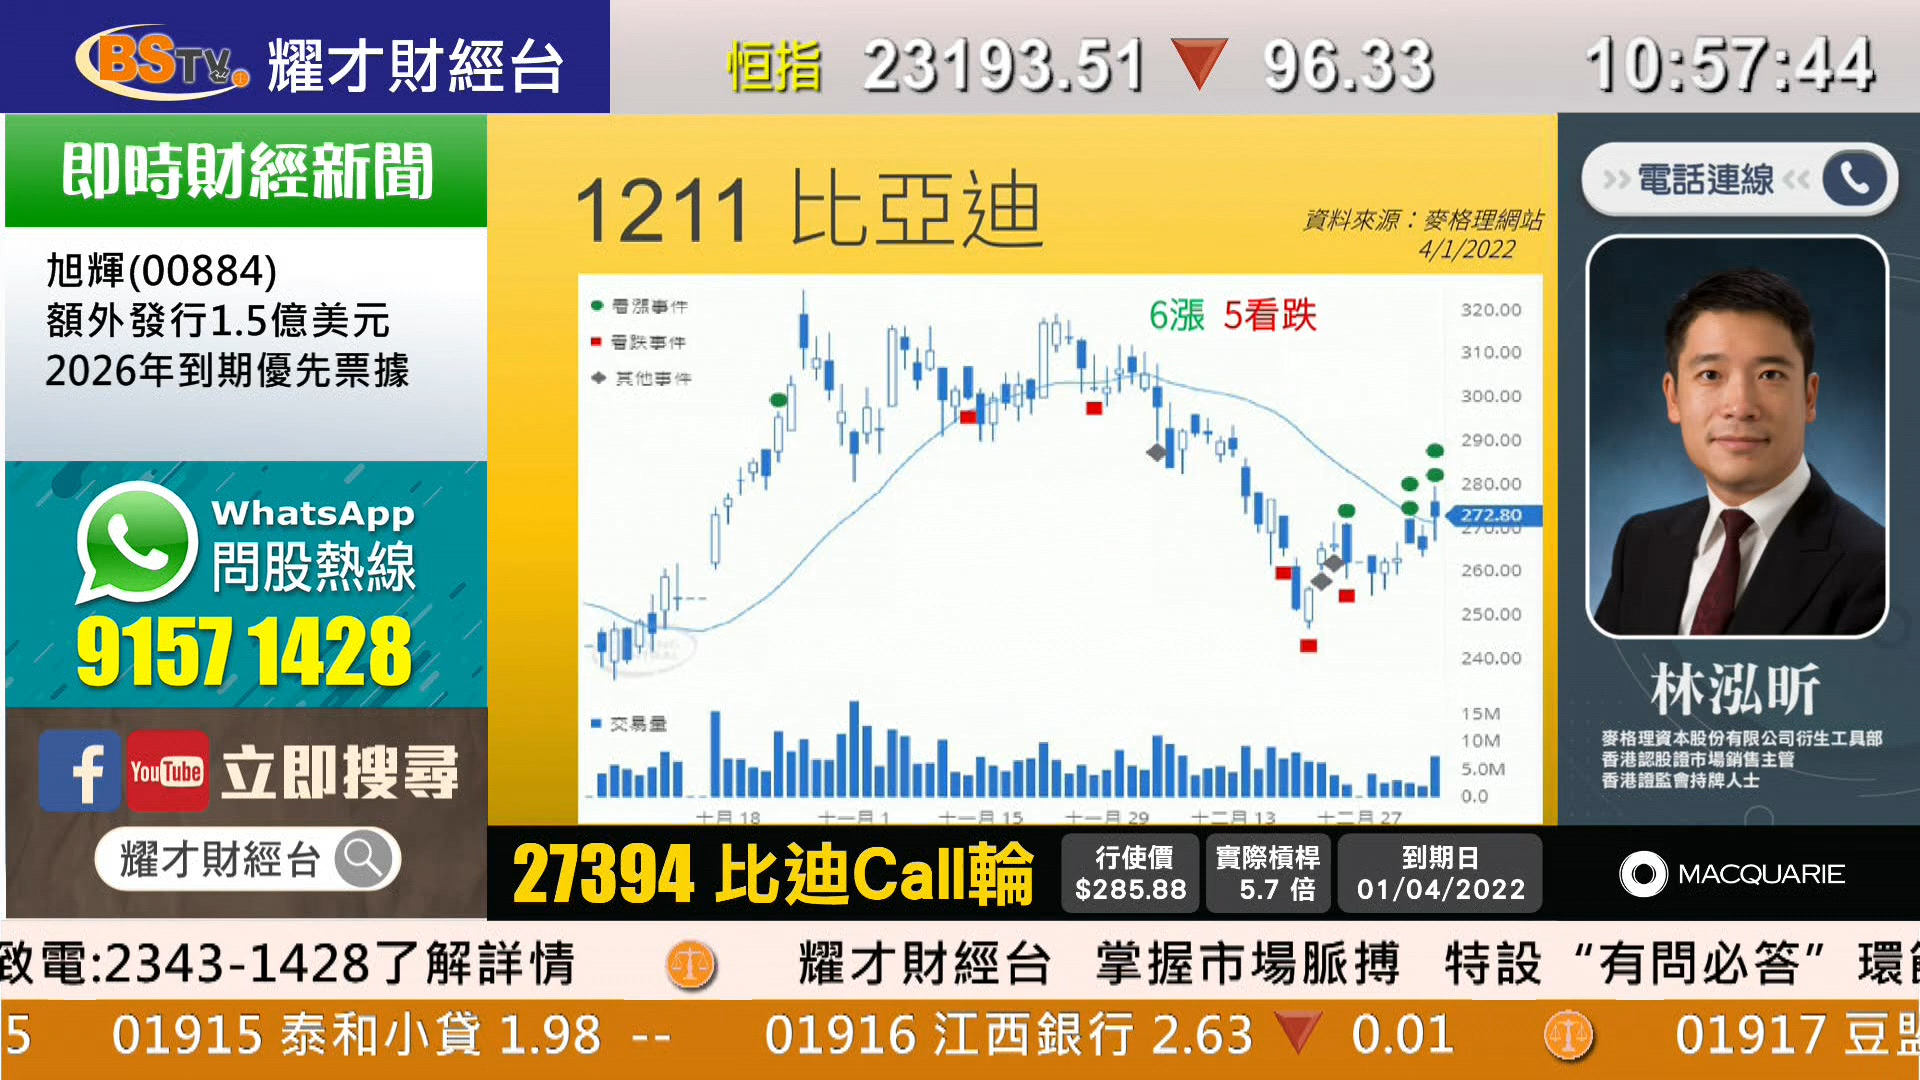 BSTV 耀才財經台
恒指 23193.51 ▼ 96.33
10:57:44
即時財經新聞
旭輝(00884)
額外發行1.5億美元
2026年到期優先票據
WhatsApp
問股熱線
9157 1428
f YouTube 立即搜尋
耀才財經台
1211 比亞迪
資料來源：麥格理網站
4/1/2022
看漲事件
看跌事件
其他事件
6漲 5看跌
320.00
310.00
300.00
290.00
280.00
272.80
270.00
260.00
250.00
240.00
交易量
15M
10M
5.0M
0.0
十月 18 十一月 1 十一月 15 十一月 29 十二月 13 十二月 27
>> 電話連線 <<
林泓昕
麥格理資本股份有限公司衍生工具部
香港認股證市場銷售主管
香港證監會持牌人士
27394 比迪Call輪
行使價
$285.88
實際槓桿
5.7 倍
到期日
01/04/2022
MACQUARIE
致電:2343-1428了解詳情 耀才財經台 掌握市場脈搏 特設 “有問必答” 環
5 01915 泰和小貸 1.98 -- 01916 江西銀行 2.63 ▼ 0.01 01917 豆盟